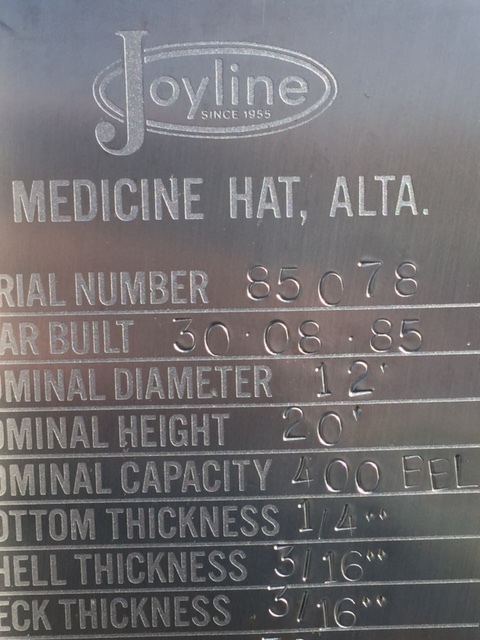 Joyline
SINCE 1955
MEDICINE HAT, ALTA.
RIAL NUMBER 85078
AR BUILT 30·08·85
OMINAL DIAMETER 12'
OMINAL HEIGHT 20'
OMINAL CAPACITY 400 BBL
OTTOM THICKNESS 1/4"
HELL THICKNESS 3/16"
ECK THICKNESS 3/16"